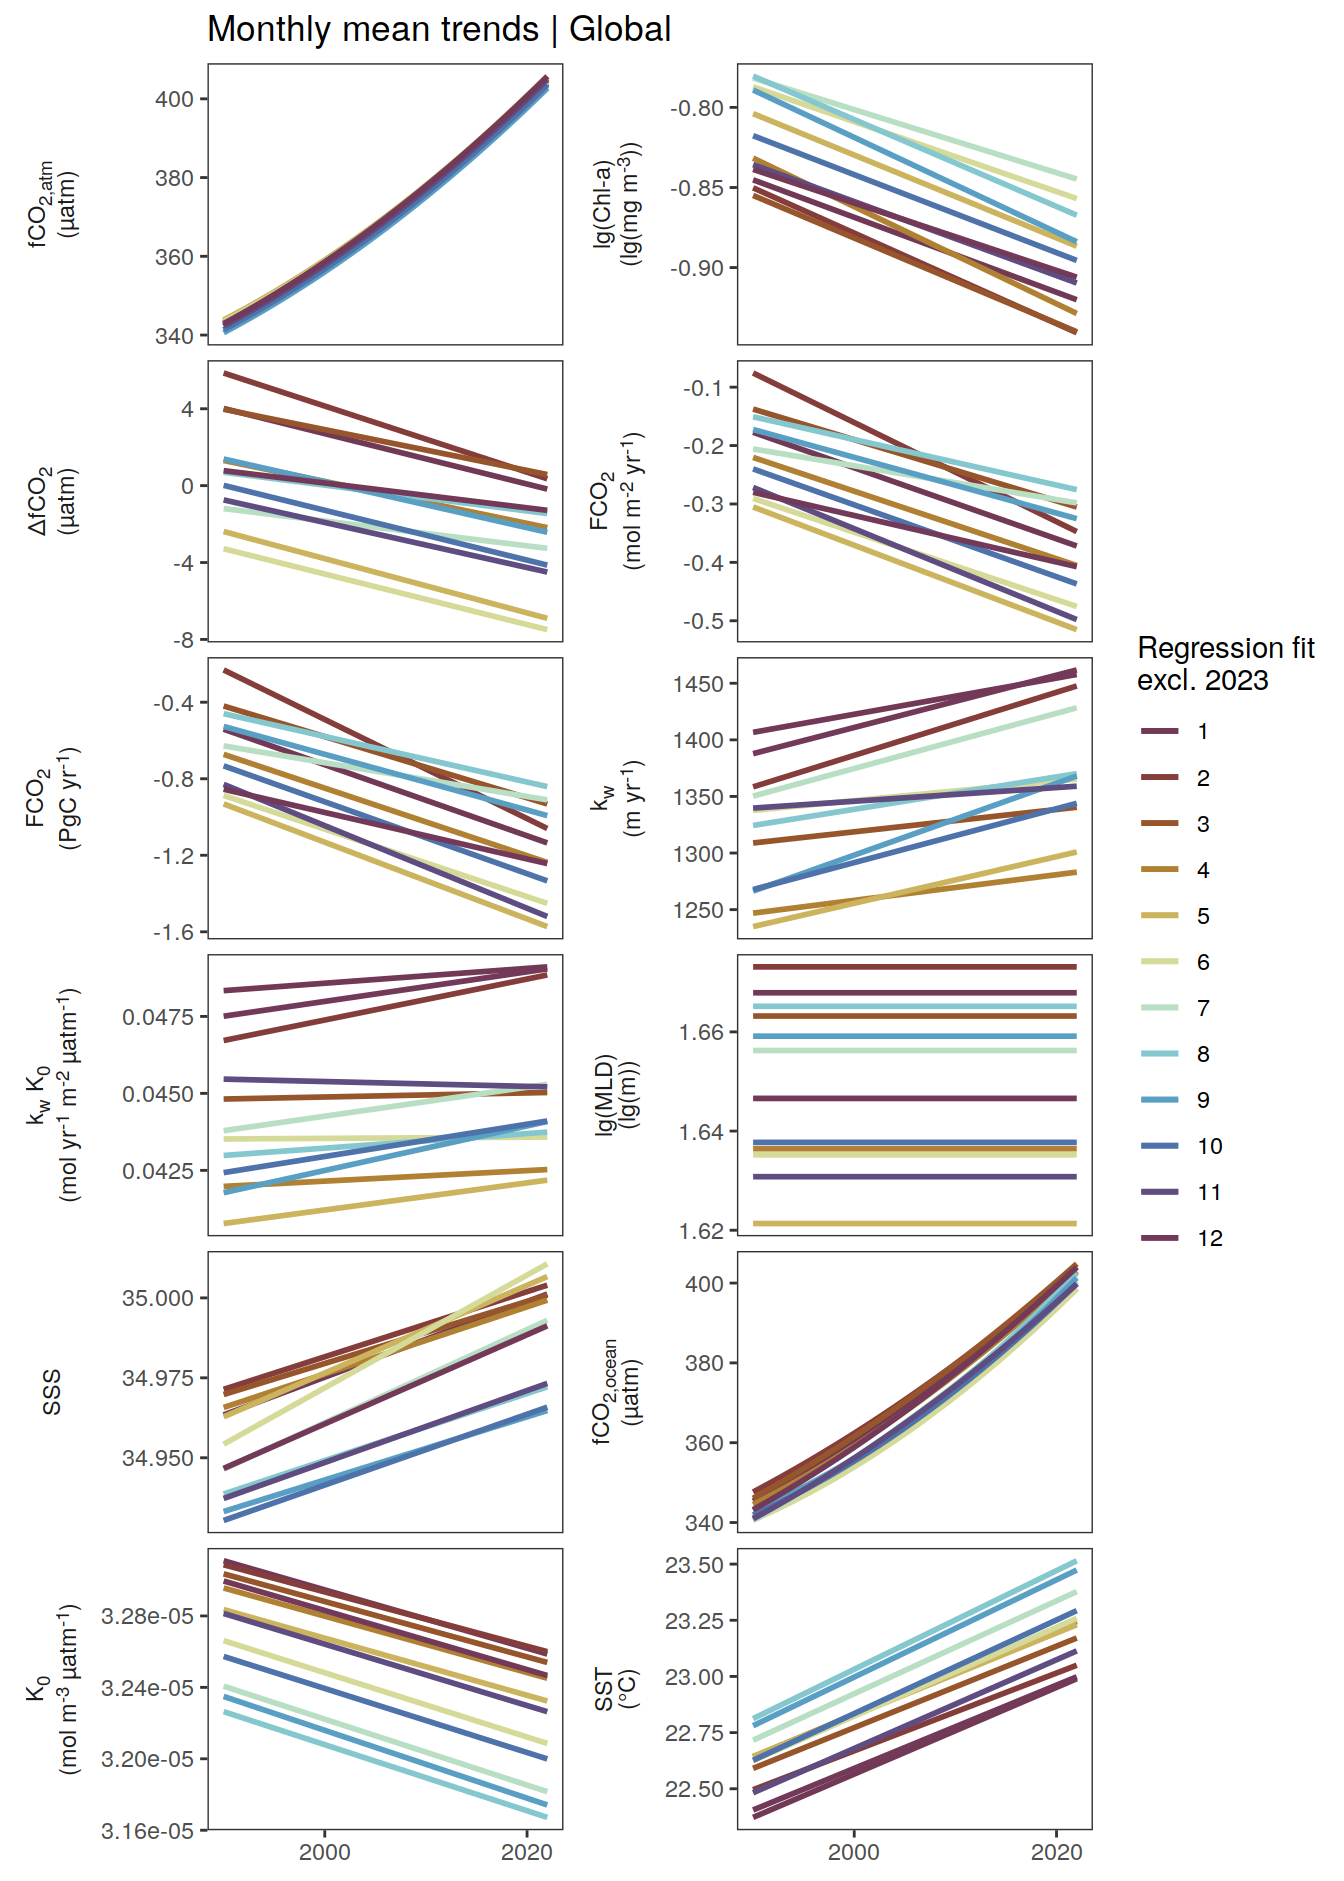 Monthly mean trends | Global
fCO2,atm
(µatm)
400
380
360
340
lg(Chl-a)
(lg(mg m-3))
-0.80
-0.85
-0.90
ΔfCO2
(µatm)
4
0
-4
-8
FCO2
(mol m-2 yr-1)
-0.1
-0.2
-0.3
-0.4
-0.5
FCO2
(PgC yr-1)
-0.4
-0.8
-1.2
-1.6
kw
(m yr-1)
1450
1400
1350
1300
1250
kw K0
(mol yr-1 m-2 µatm-1)
0.0475
0.0450
0.0425
lg(MLD)
(lg(m))
1.66
1.64
1.62
SSS
35.000
34.975
34.950
fCO2,ocean
(µatm)
400
380
360
340
K0
(mol m-3 µatm-1)
3.28e-05
3.24e-05
3.20e-05
3.16e-05
2000
2020
SST
(°C)
23.50
23.25
23.00
22.75
22.50
2000
2020
Regression fit
excl. 2023
1
2
3
4
5
6
7
8
9
10
11
12